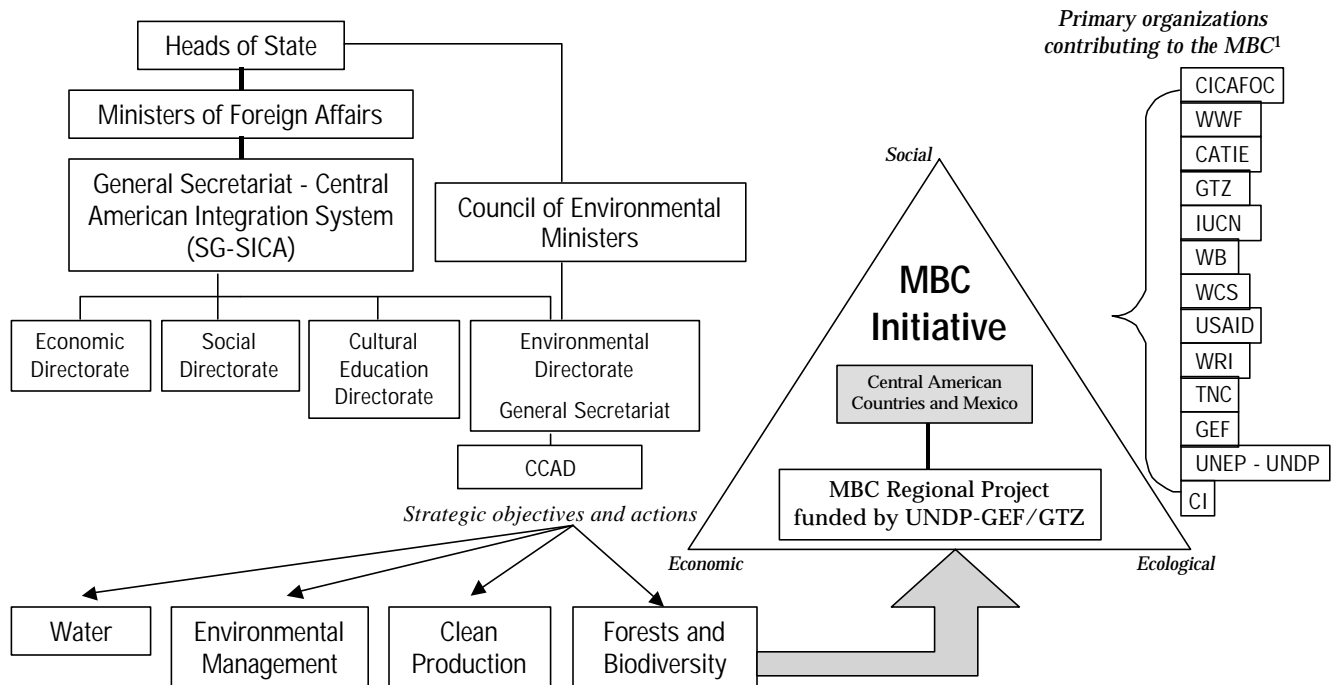 Primary organizations
contributing to the MBC¹
Heads of State
Ministers of Foreign Affairs
General Secretariat - Central
American Integration System
(SG-SICA)
Council of Environmental
Ministers
Economic
Directorate
Social
Directorate
Cultural
Education
Directorate
Environmental
Directorate
General Secretariat
CCAD
Strategic objectives and actions
Water
Environmental
Management
Clean
Production
Forests and
Biodiversity
Social
MBC
Initiative
Central American
Countries and Mexico
MBC Regional Project
funded by UNDP-GEF/GTZ
Economic
Ecological
CICAFOC
WWF
CATIE
GTZ
IUCN
WB
WCS
USAID
WRI
TNC
GEF
UNEP - UNDP
CI